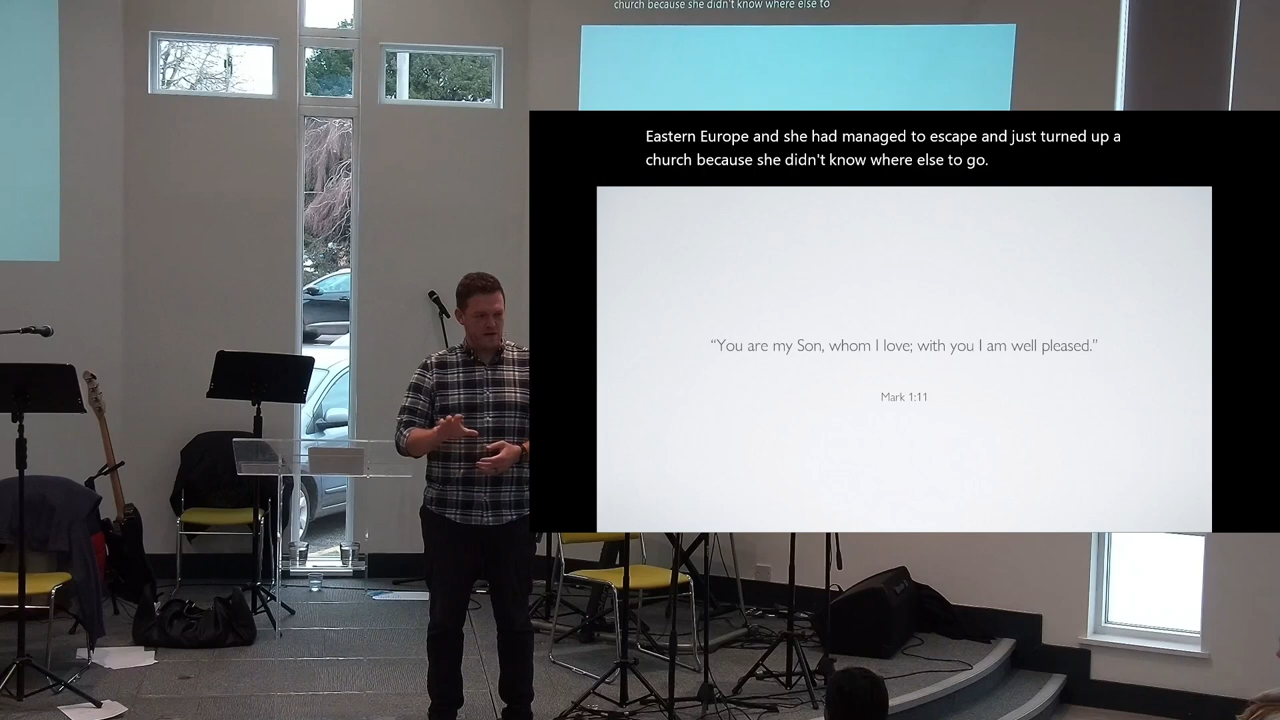 church because she didn't know where else to
Eastern Europe and she had managed to escape and just turned up a
church because she didn't know where else to go.
“You are my Son, whom I love; with you I am well pleased.”
Mark 1:11